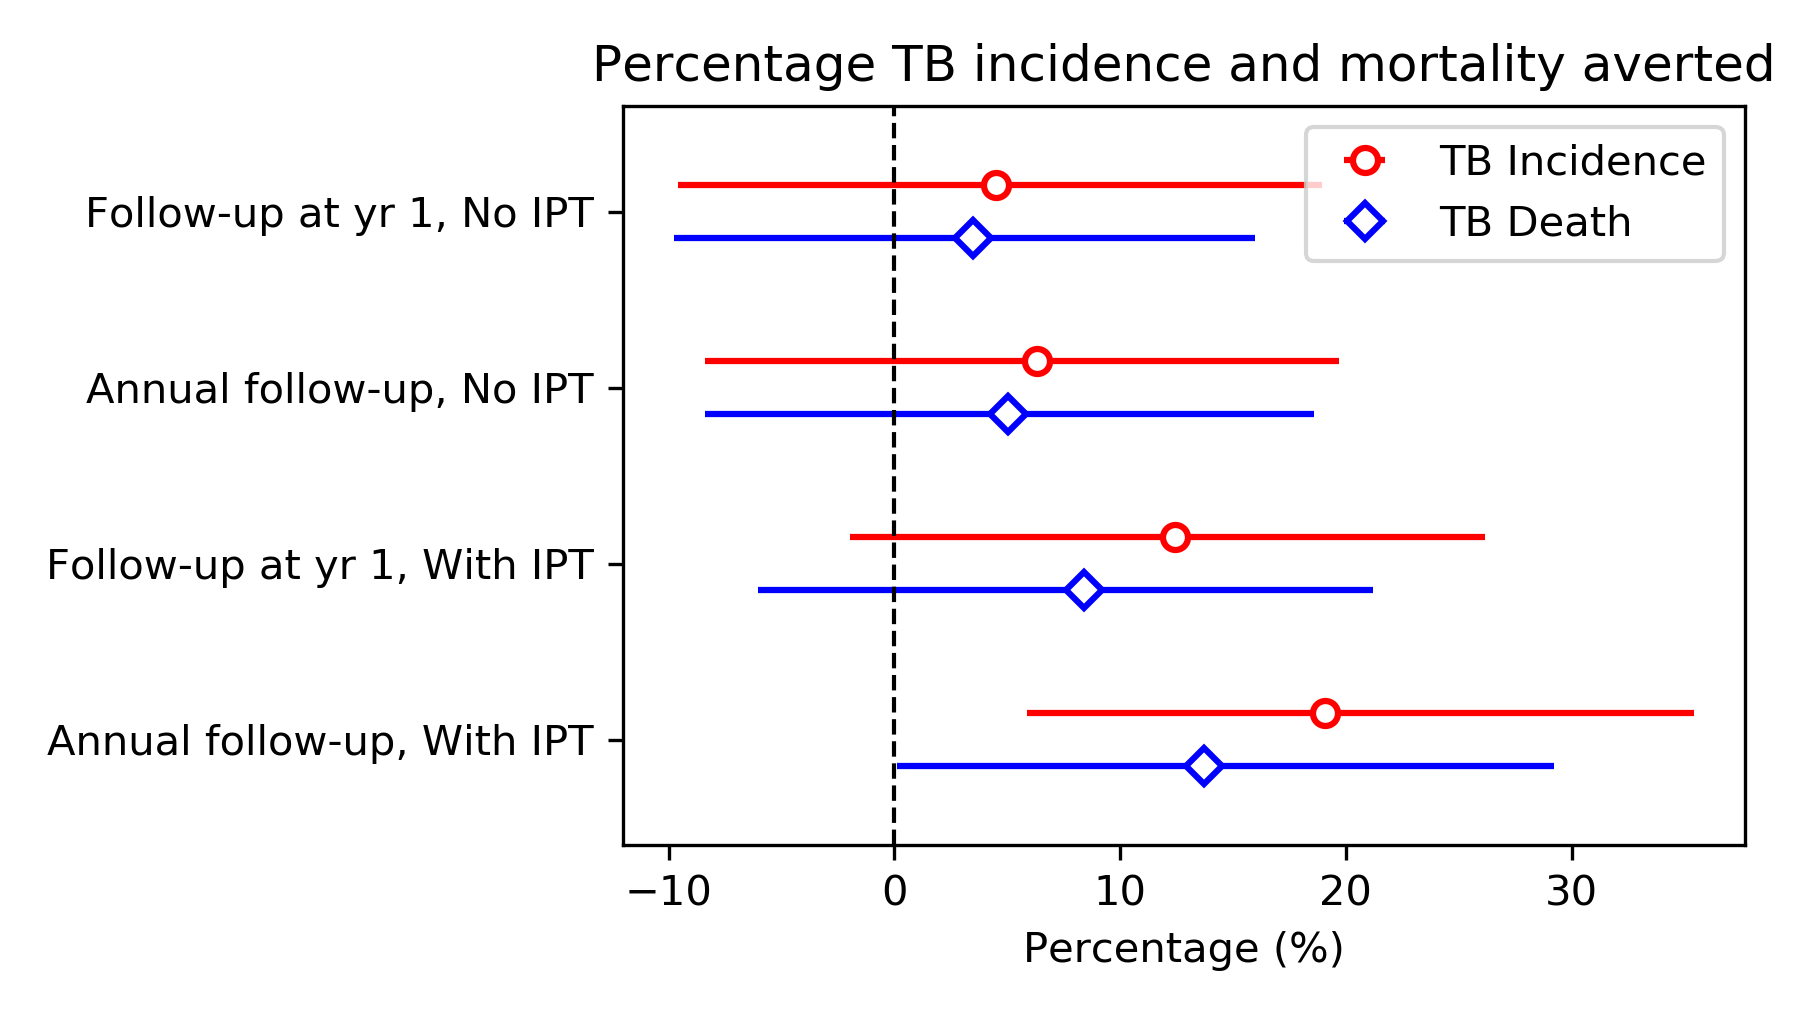 Percentage TB incidence and mortality averted
TB Incidence
TB Death
Follow-up at yr 1, No IPT
Annual follow-up, No IPT
Follow-up at yr 1, With IPT
Annual follow-up, With IPT
−10 0 10 20 30
Percentage (%)